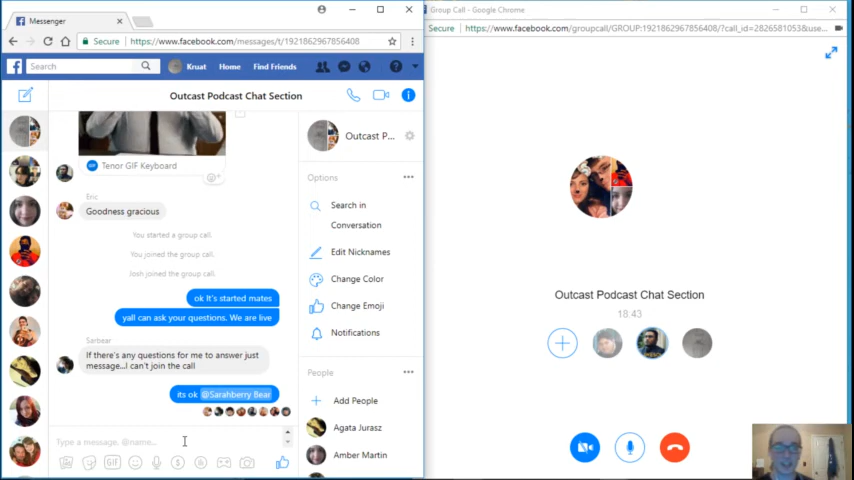 Messenger
Secure https://www.facebook.com/messages/t/1921862967856408
Search
Kruat Home Find Friends
Outcast Podcast Chat Section
Tenor GIF Keyboard
Eric
Goodness gracious
You started a group call.
You joined the group call.
Josh joined the group call.
ok It's started mates
yall can ask your questions. We are live
Sarbear
If there's any questions for me to answer just
message...I can't join the call
its ok @Sarahberry Bear
Type a message, @name...
GIF
Outcast P...
Options
Search in
Conversation
Edit Nicknames
Change Color
Change Emoji
Notifications
People
Add People
Agata Jurasz
Amber Martin
Group Call - Google Chrome
Secure https://www.facebook.com/groupcall/GROUP:1921862967856408/?call_id=2826581053&use...
Outcast Podcast Chat Section
18:43